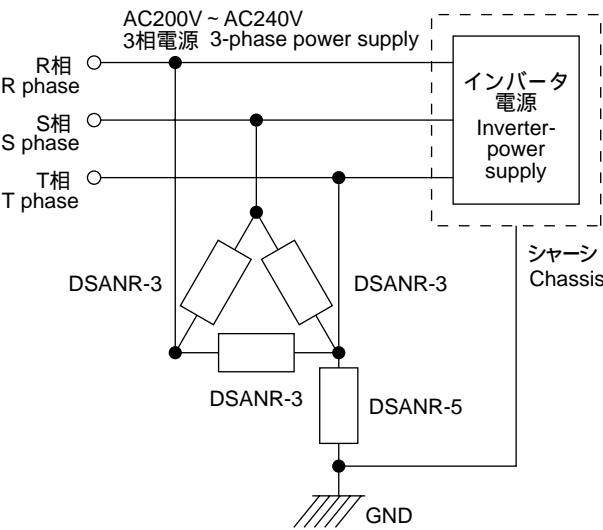 AC200V ~ AC240V
3相電源 3-phase power supply
R相
R phase
S相
S phase
T相
T phase
インバータ
電源
Inverter-
power
supply
シャーシ
Chassis
DSANR-3
DSANR-3
DSANR-3
DSANR-5
GND